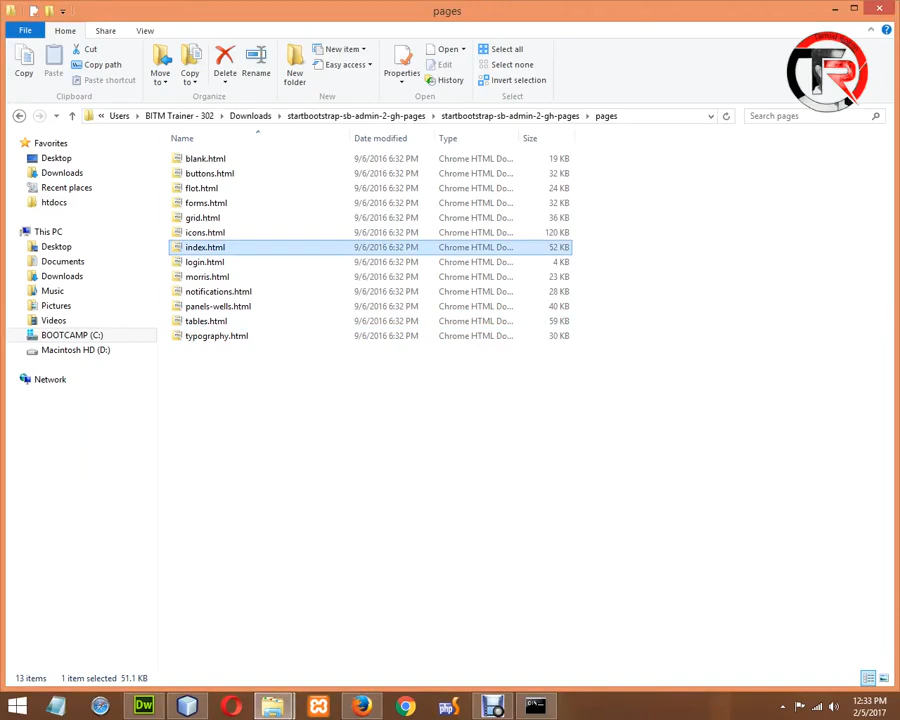 pages
File Home Share View
Copy
Paste
Cut
Copy path
Paste shortcut
Clipboard
Move to
Copy to
Delete
Rename
Organize
New folder
New item
Easy access
New
Properties
Open
Edit
History
Open
Select all
Select none
Invert selection
Select
TR
« Users BITM Trainer - 302 Downloads startbootstrap-sb-admin-2-gh-pages startbootstrap-sb-admin-2-gh-pages pages
Search pages
Favorites
Desktop
Downloads
Recent places
htdocs
This PC
Desktop
Documents
Downloads
Music
Pictures
Videos
BOOTCAMP (C:)
Macintosh HD (D:)
Network
Name Date modified Type Size
blank.html 9/6/2016 6:32 PM Chrome HTML Do... 19 KB
buttons.html 9/6/2016 6:32 PM Chrome HTML Do... 32 KB
flot.html 9/6/2016 6:32 PM Chrome HTML Do... 24 KB
forms.html 9/6/2016 6:32 PM Chrome HTML Do... 32 KB
grid.html 9/6/2016 6:32 PM Chrome HTML Do... 36 KB
icons.html 9/6/2016 6:32 PM Chrome HTML Do... 120 KB
index.html 9/6/2016 6:32 PM Chrome HTML Do... 52 KB
login.html 9/6/2016 6:32 PM Chrome HTML Do... 4 KB
morris.html 9/6/2016 6:32 PM Chrome HTML Do... 23 KB
notifications.html 9/6/2016 6:32 PM Chrome HTML Do... 28 KB
panels-wells.html 9/6/2016 6:32 PM Chrome HTML Do... 40 KB
tables.html 9/6/2016 6:32 PM Chrome HTML Do... 59 KB
typography.html 9/6/2016 6:32 PM Chrome HTML Do... 30 KB
13 items 1 item selected 51.1 KB
Dw
php
12:33 PM
2/5/2017